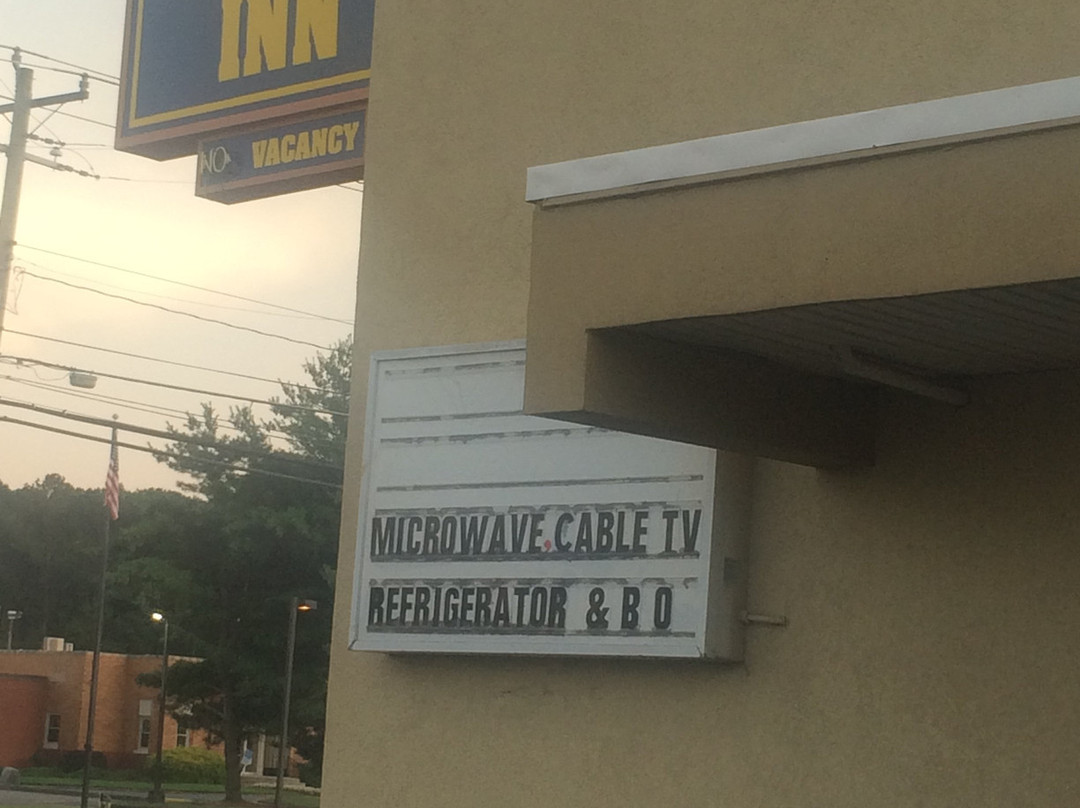 INN
NO VACANCY
MICROWAVE.CABLE TV
REFRIGERATOR & B O